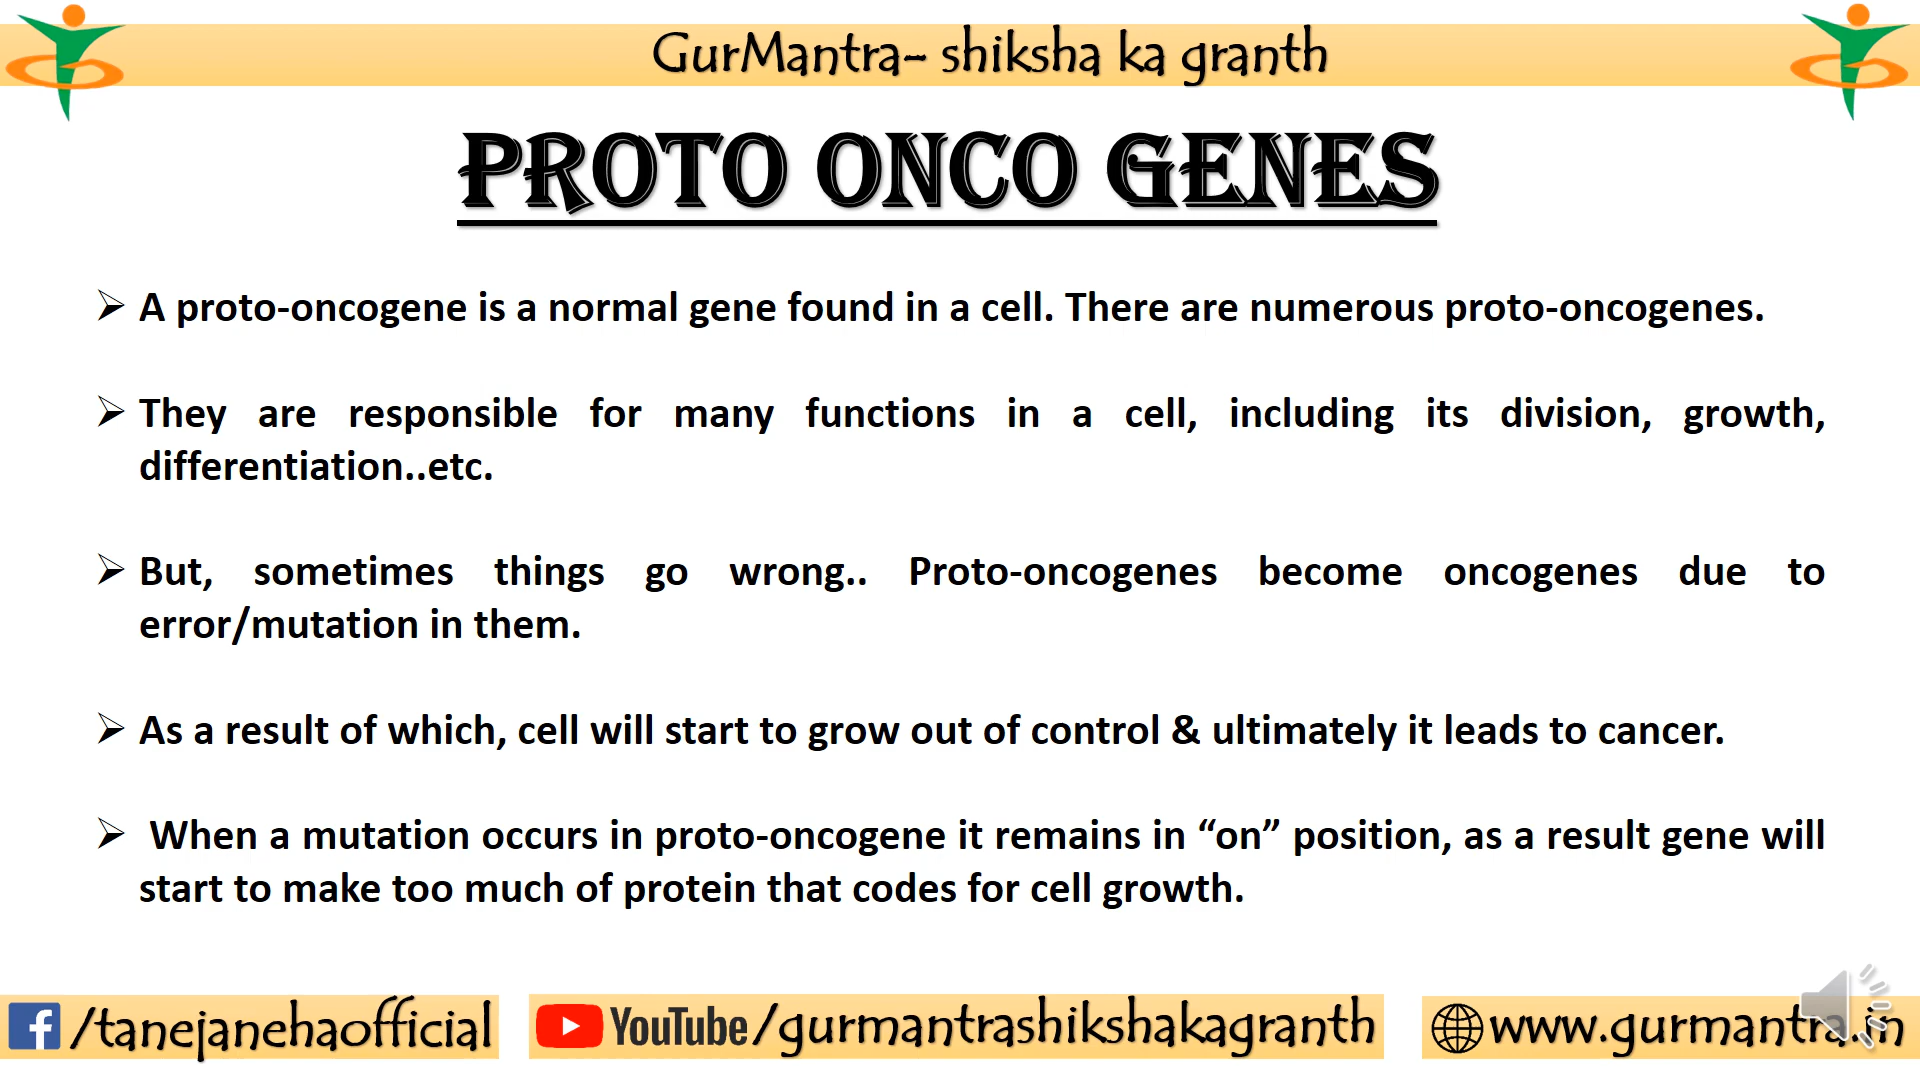 GurMantra- shiksha ka granth
PROTO ONCO GENES
➢ A proto-oncogene is a normal gene found in a cell. There are numerous proto-oncogenes.
➢ They are responsible for many functions in a cell, including its division, growth,
differentiation..etc.
➢ But, sometimes things go wrong.. Proto-oncogenes become oncogenes due to
error/mutation in them.
➢ As a result of which, cell will start to grow out of control & ultimately it leads to cancer.
➢ When a mutation occurs in proto-oncogene it remains in “on” position, as a result gene will
start to make too much of protein that codes for cell growth.
f /tanejanehaofficial
YouTube /gurmantrashikshakagranth
www.gurmantra.in